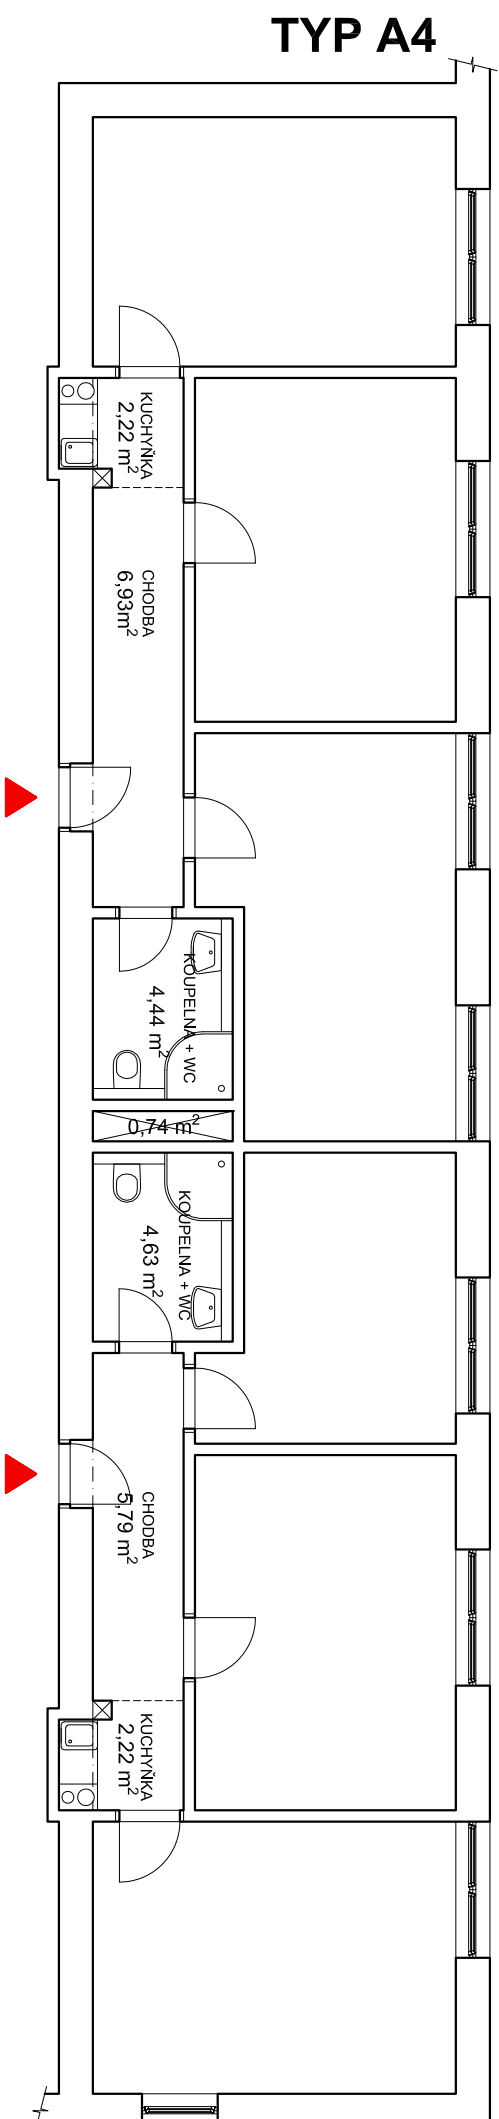 TYP A4
KUCHYŇKA
2,22 m²
CHODBA
6,93m²
KOUPELNA + WC
4,44 m²
0,74 m²
KOUPELNA + WC
4,63 m²
CHODBA
5,79 m²
KUCHYŇKA
2,22 m²